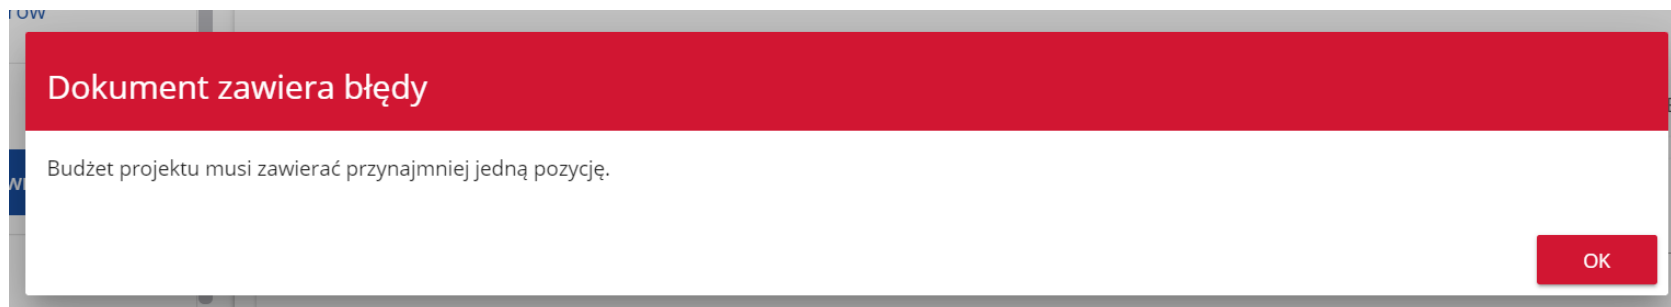 Dokument zawiera błędy
Budżet projektu musi zawierać przynajmniej jedną pozycję.
OK